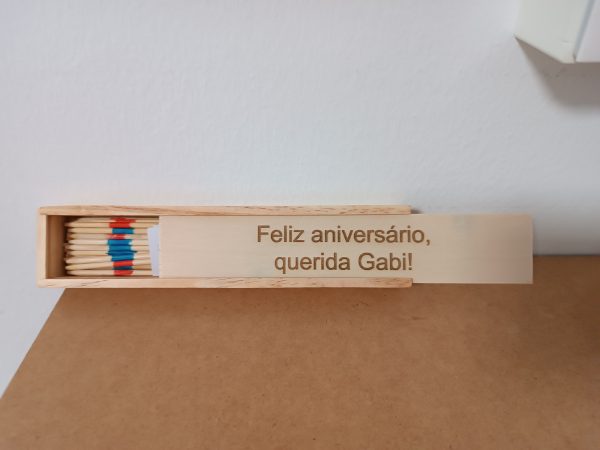 Feliz aniversário,
querida Gabi!